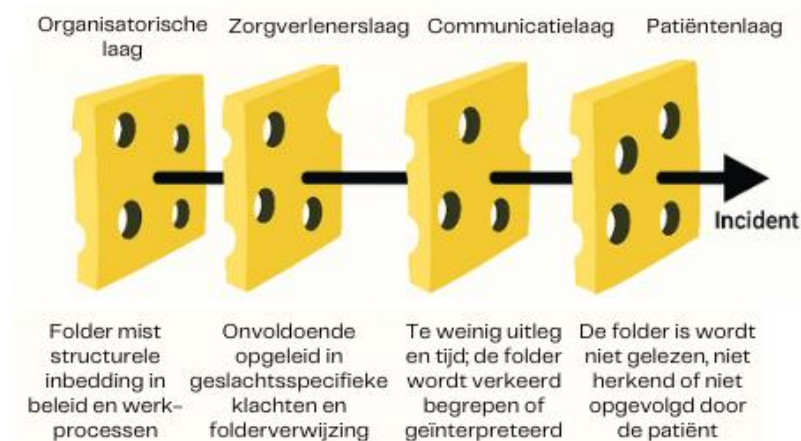 Organisatorische
laag
Zorgverlenerslaag
Communicatielaag
Patiëntenlaag
Incident
Folder mist
structurele
inbedding in
beleid en werk-
processen
Onvoldoende
opgeleid in
geslachtsspecifieke
klachten en
folderverwijzing
Te weinig uitleg
en tijd; de folder
wordt verkeerd
begrepen of
geïnterpreteerd
De folder is wordt
niet gelezen, niet
herkend of niet
opgevolgd door
de patiënt